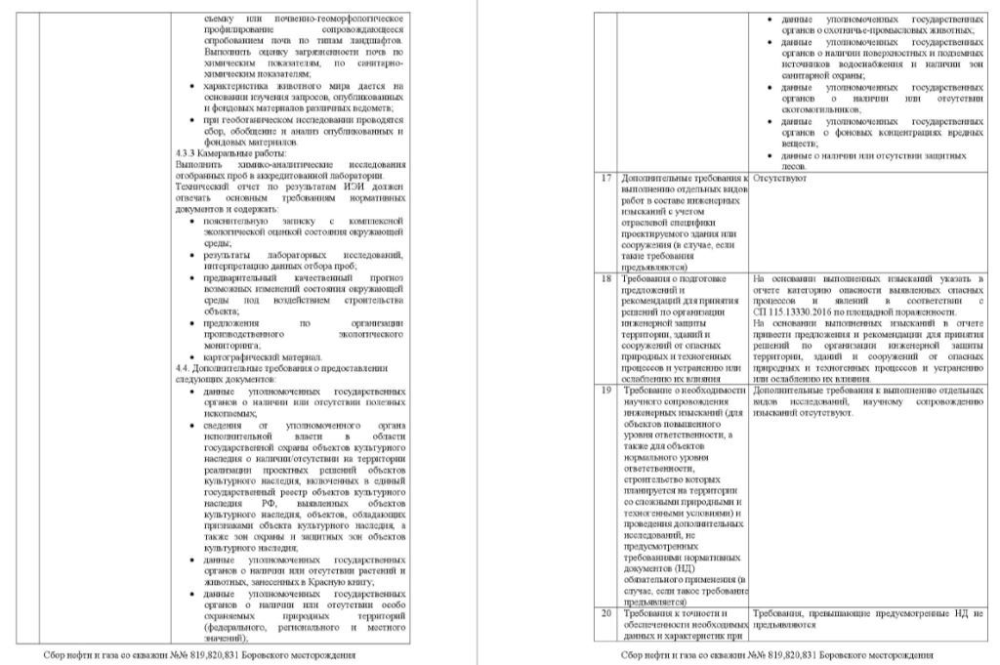 съемку или почвенно-геоморфологическое
профилирование сопровождающееся
опробованием почв по типам ландшафтов.
Выполнить оценку загрязненности почв по
химическим показателям, по санитарно-
химическим показателям;
• характеристика животного мира дается на
основании изучения запросов, опубликованных
и фондовых материалов различных ведомств;
• при геоботаническом исследовании проводятся
сбор, обобщение и анализ опубликованных и
фондовых материалов.
4.3.3 Камеральные работы:
Выполнить химико-аналитические исследования
отобранных проб в аккредитованной лаборатории.
Технический отчет по результатам ИЭИ должен
отвечать основным требованиям нормативных
документов и содержать:
• пояснительную записку с комплексной
экологической оценкой состояния окружающей
среды;
• результаты лабораторных исследований,
интерпретацию данных отбора проб;
• предварительный качественный прогноз
возможных изменений состояния окружающей
среды под воздействием строительства
объекта;
• предложения по организации
производственного экологического
мониторинга;
• картографический материал.
4.4. Дополнительные требования о предоставлении
следующих документов:
• данные уполномоченных государственных
органов о наличии или отсутствии полезных
ископаемых;
• сведения от уполномоченного органа
исполнительной власти в области
государственной охраны объектов культурного
наследия о наличии/отсутствии на территории
реализации проектных решений объектов
культурного наследия, включенных в единый
государственный реестр объектов культурного
наследия РФ, выявленных объектов
культурного наследия, объектов, обладающих
признаками объекта культурного наследия, а
также зон охраны и защитных зон объектов
культурного наследия;
• данные уполномоченных государственных
органов о наличии или отсутствии растений и
животных, занесенных в Красную книгу;
• данные уполномоченных государственных
органов о наличии или отсутствии особо
охраняемых природных территорий
(федерального, регионального и местного
значений);
Сбор нефти и газа со скважин №№ 819,820,831 Боровского месторождения
• данные уполномоченных государственных
органов о охотничье-промысловых животных;
• данные уполномоченных государственных
органов о наличии поверхностных и подземных
источников водоснабжения и наличии зон
санитарной охраны;
• данные уполномоченных государственных
органов о наличии или отсутствии
скотомогильников;
• данные уполномоченных государственных
органов о фоновых концентрациях вредных
веществ;
• данные о наличии или отсутствии защитных
лесов.
17 Дополнительные требования к Отсутствуют
выполнению отдельных видов
работ в составе инженерных
изысканий с учетом
отраслевой специфики
проектируемого здания или
сооружения (в случае, если
такие требования
предъявляются)
18 Требования о подготовке
предложений и
рекомендаций для принятия
решений по организации
инженерной защиты
территории, зданий и
сооружений от опасных
природных и техногенных
процессов и устранению или
ослаблению их влияния
На основании выполненных изысканий указать в
отчете категорию опасности выявленных опасных
процессов и явлений в соответствии с
СП 115.13330.2016 по площадной пораженности.
На основании выполненных изысканий в отчете
привести предложения и рекомендации для принятия
решений по организации инженерной защиты
территории, зданий и сооружений от опасных
природных и техногенных процессов и устранению
или ослаблению их влияния.
19 Требование о необходимости
научного сопровождения
инженерных изысканий (для
объектов повышенного
уровня ответственности, а
также для объектов
нормального уровня
ответственности,
строительство которых
планируется на территории
со сложными природными и
техногенными условиями) и
проведения дополнительных
исследований, не
предусмотренных
требованиями нормативных
документов (НД)
обязательного применения (в
случае, если такое требование
предъявляется)
Дополнительные требования к выполнению отдельных
видов исследований, научному сопровождению
изысканий отсутствуют.
20 Требования к точности и
обеспеченности необходимых
данных и характеристик при
Требования, превышающие предусмотренные НД не
предъявляются
Сбор нефти и газа со скважин №№ 819,820,831 Боровского месторождения